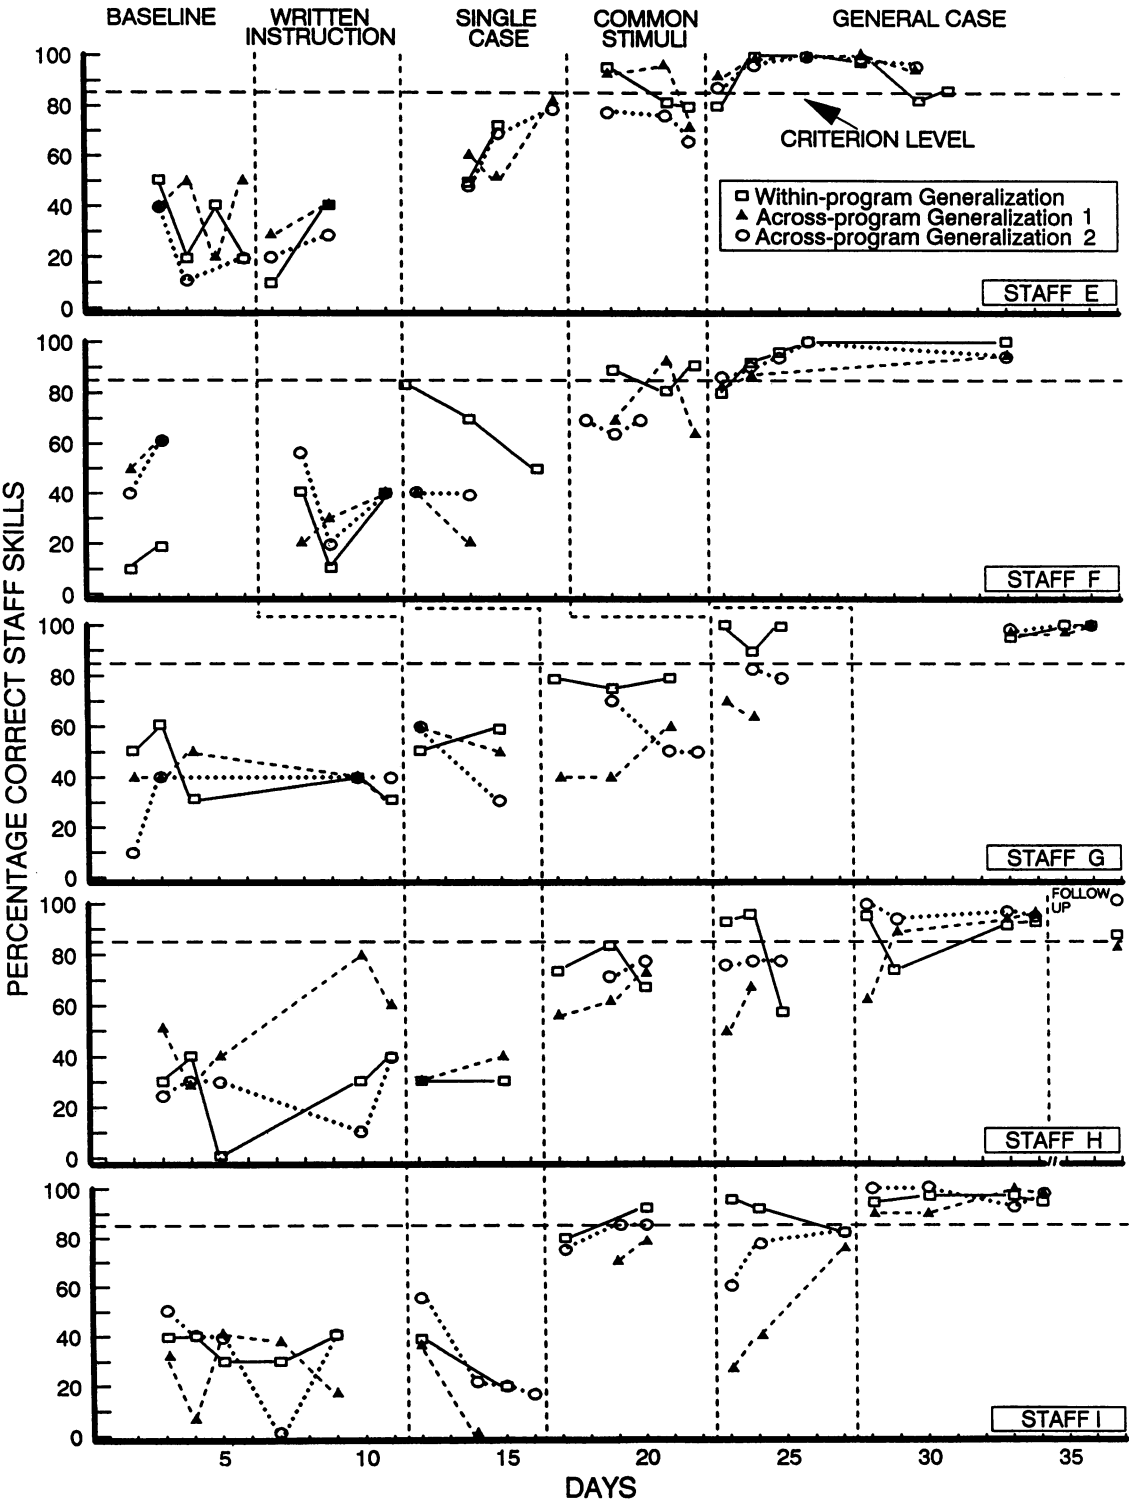 BASELINE
WRITTEN
INSTRUCTION
SINGLE
CASE
COMMON
STIMULI
GENERAL CASE
100
80
60
40
20
0
CRITERION LEVEL
Within-program Generalization
Across-program Generalization 1
Across-program Generalization 2
STAFF E
100
80
60
40
20
0
STAFF F
PERCENTAGE CORRECT STAFF SKILLS
100
80
60
40
20
0
STAFF G
100
80
60
40
20
0
FOLLOW
UP
STAFF H
100
80
60
40
20
0
STAFF I
5
10
15
20
25
30
35
DAYS